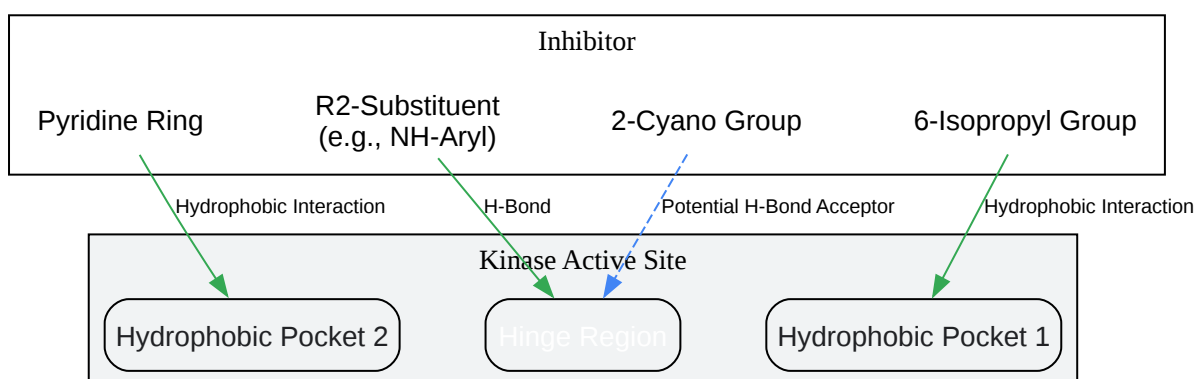 Inhibitor
Pyridine Ring
R2-Substituent
(e.g., NH-Aryl)
2-Cyano Group
6-Isopropyl Group
Hydrophobic Interaction
H-Bond
Potential H-Bond Acceptor
Hydrophobic Interaction
Kinase Active Site
Hydrophobic Pocket 2
Hinge Region
Hydrophobic Pocket 1